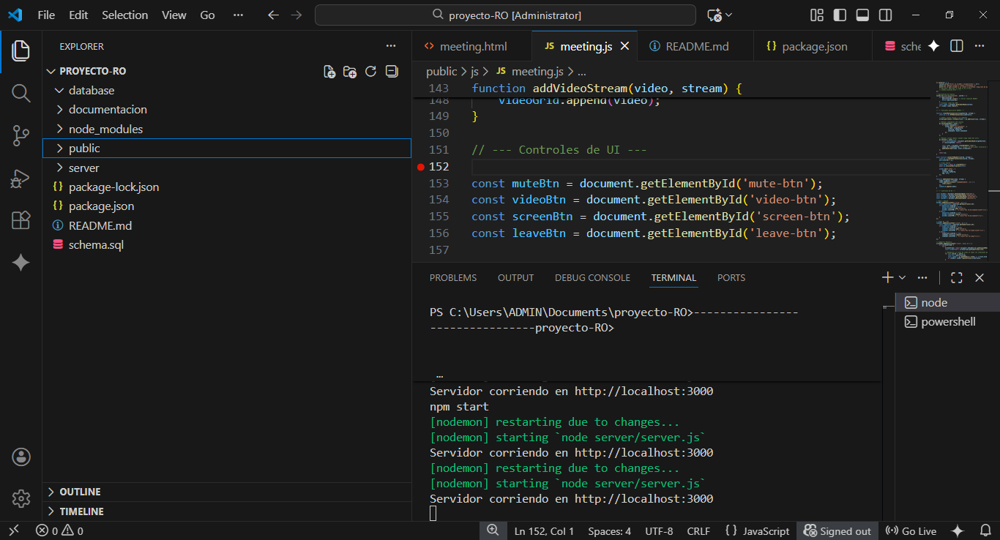 File Edit Selection View Go ··· proyecto-RO [Administrator]
EXPLORER
PROYECTO-RO
database
documentacion
node_modules
public
server
{} package-lock.json
{} package.json
README.md
schema.sql
OUTLINE
TIMELINE
<> meeting.html
JS meeting.js
README.md
{} package.json
sche
public > js > JS meeting.js > ...
143 function addVideoStream(video, stream) {
148 videoGrid.append(video);
149 }
150
151 // --- Controles de UI ---
152
153 const muteBtn = document.getElementById('mute-btn');
154 const videoBtn = document.getElementById('video-btn');
155 const screenBtn = document.getElementById('screen-btn');
156 const leaveBtn = document.getElementById('leave-btn');
157
PROBLEMS OUTPUT DEBUG CONSOLE TERMINAL PORTS
PS C:\Users\ADMIN\Documents\proyecto-RO>----------------
----------------proyecto-RO>
…
Servidor corriendo en http://localhost:3000
npm start
[nodemon] restarting due to changes...
[nodemon] starting `node server/server.js`
Servidor corriendo en http://localhost:3000
[nodemon] restarting due to changes...
[nodemon] starting `node server/server.js`
Servidor corriendo en http://localhost:3000
node
powershell
0 0 Ln 152, Col 1 Spaces: 4 UTF-8 CRLF {} JavaScript Signed out Go Live